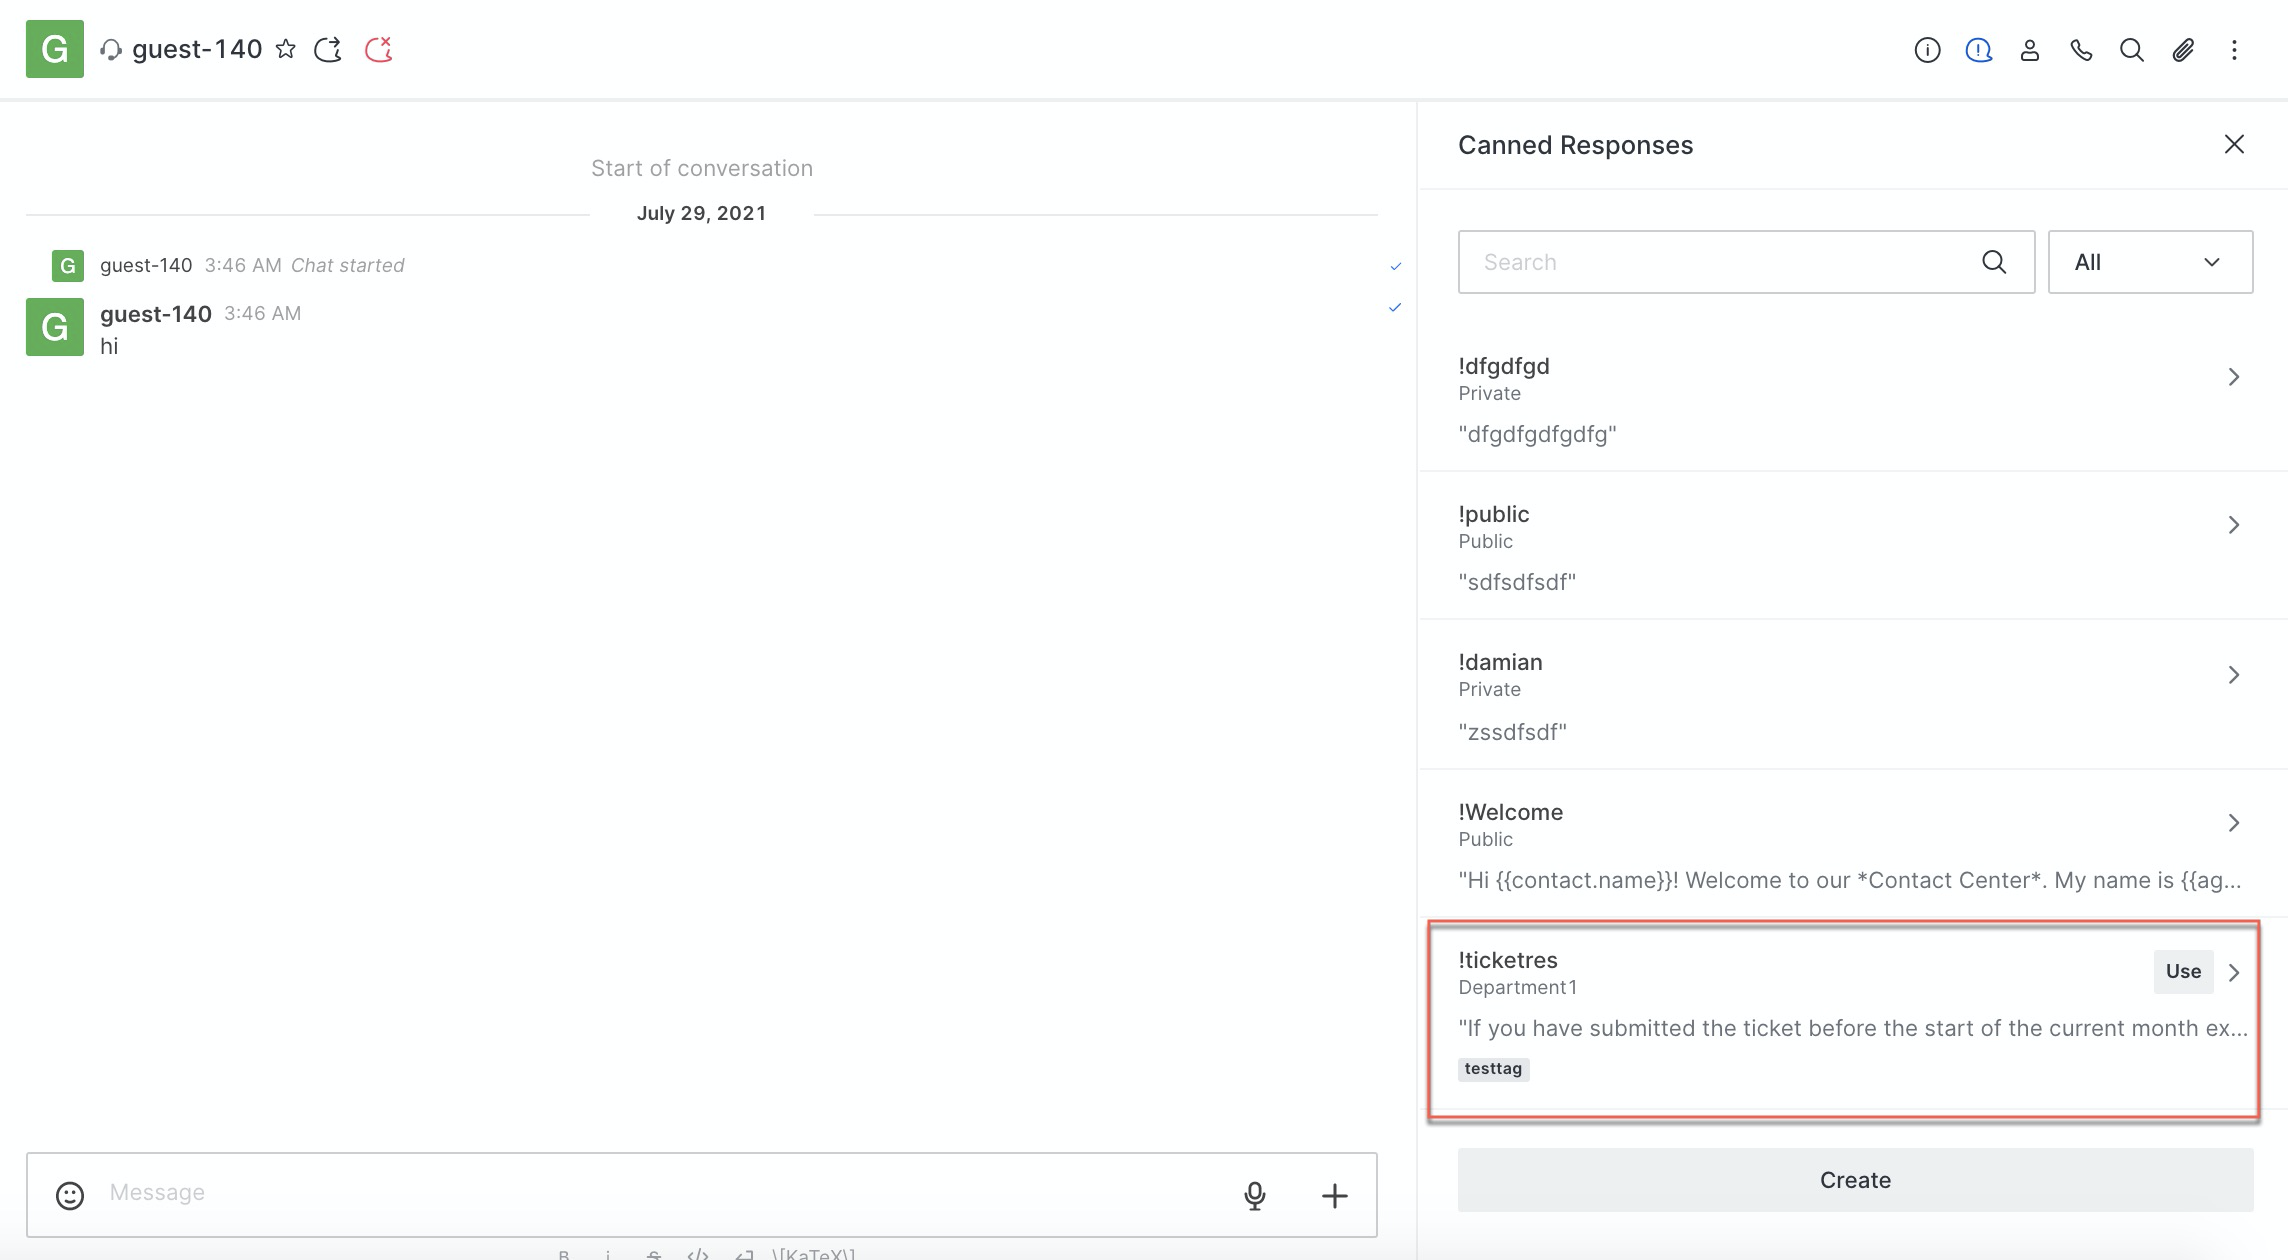 G guest-140
Start of conversation
July 29, 2021
G guest-140 3:46 AM Chat started
G guest-140 3:46 AM
hi
Message
B i S </> \[KaTeX\]
Canned Responses
Search All
!dfgdfgd
Private
"dfgdfgdfgdfg"
!public
Public
"sdfsdfsdf"
!damian
Private
"zssdfsdf"
!Welcome
Public
"Hi {{contact.name}}! Welcome to our *Contact Center*. My name is {{ag...
!ticketres
Use
Department1
"If you have submitted the ticket before the start of the current month ex...
testtag
Create